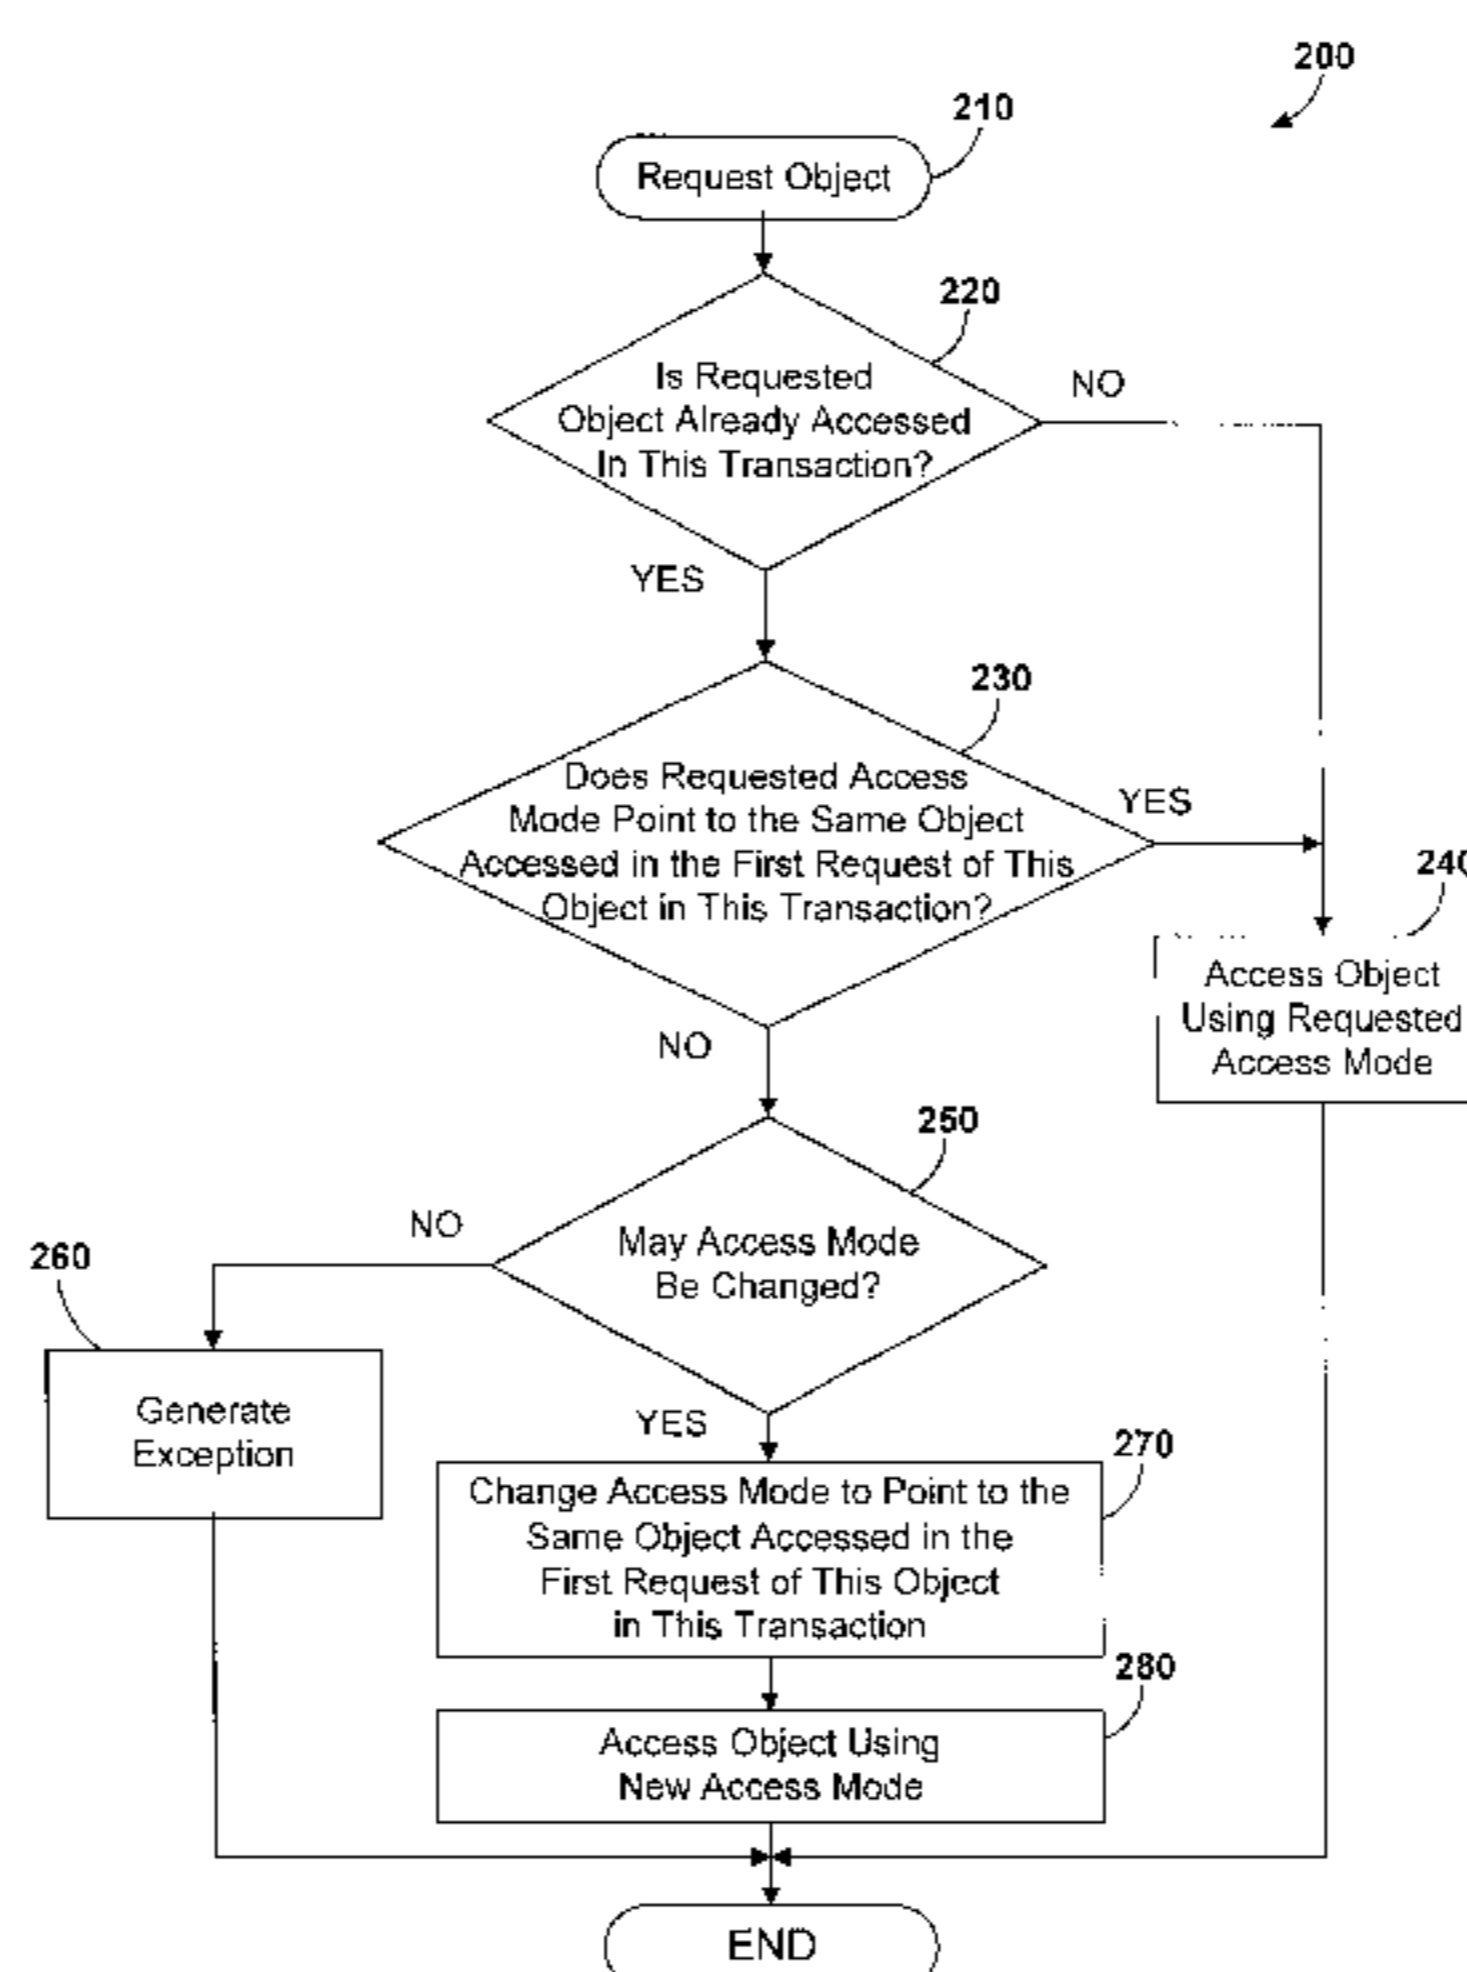 200
210
Request Object
220
Is Requested
Object Already Accessed
In This Transaction?
NO
YES
230
Does Requested Access
Mode Point to the Same Object
Accessed in the First Request of This
Object in This Transaction?
YES
240
Access Object
Using Requested
Access Mode
NO
250
May Access Mode
Be Changed?
NO
260
Generate
Exception
YES
270
Change Access Mode to Point to the
Same Object Accessed in the
First Request of This Object
in This Transaction
280
Access Object Using
New Access Mode
END